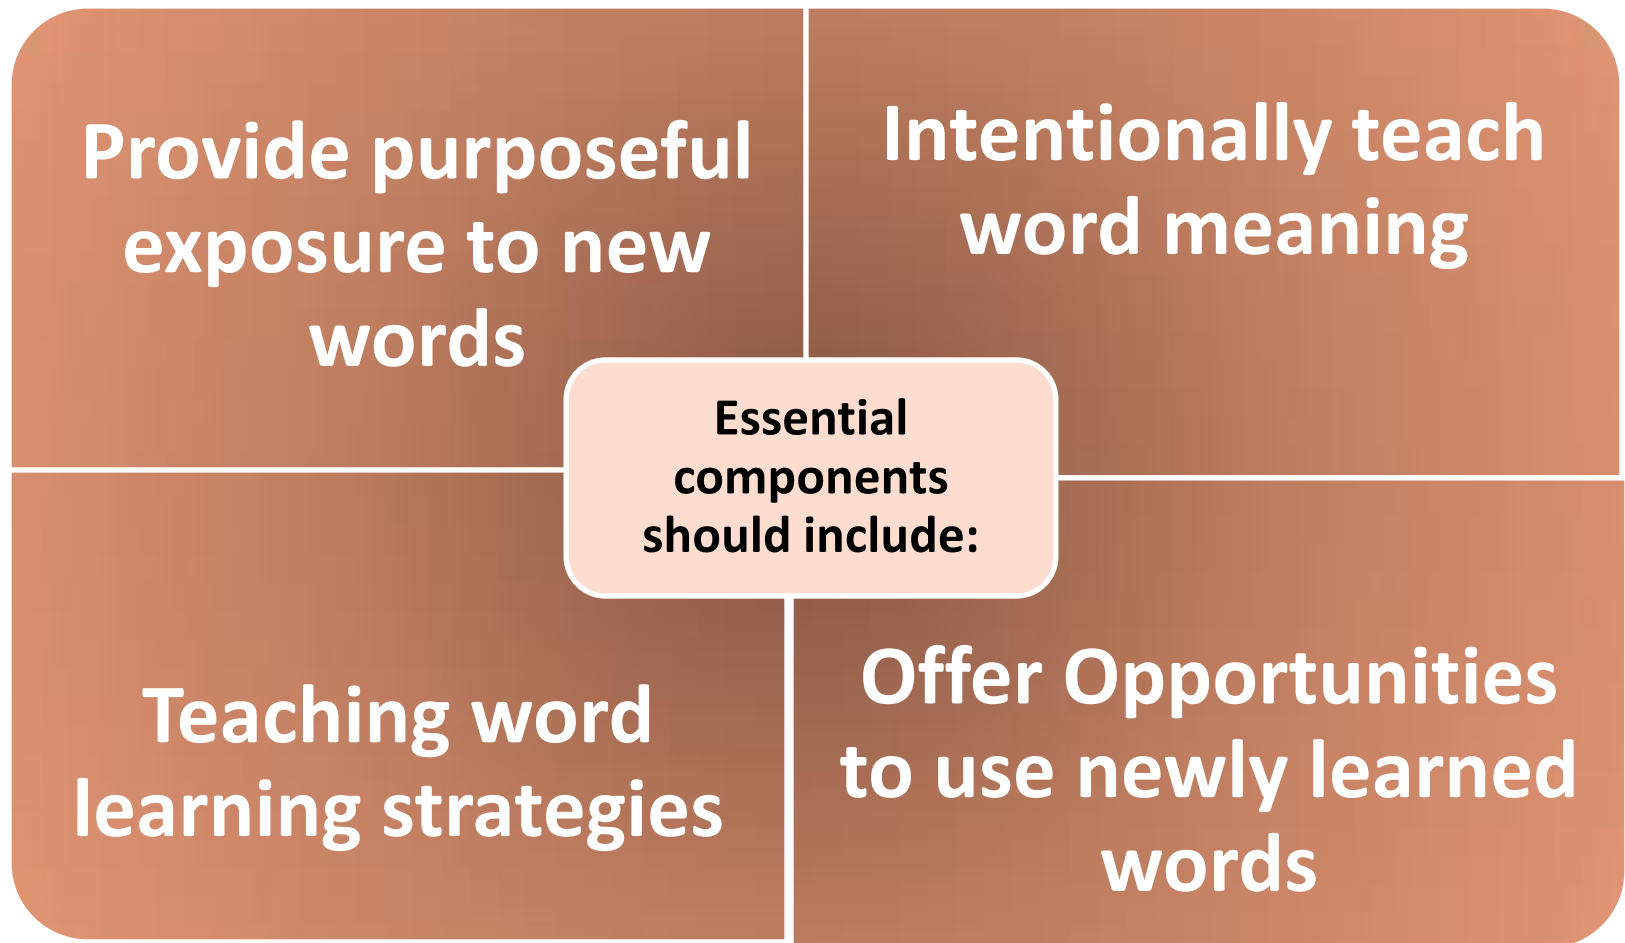 Provide purposeful
exposure to new
words
Intentionally teach
word meaning
Essential
components
should include:
Teaching word
learning strategies
Offer Opportunities
to use newly learned
words